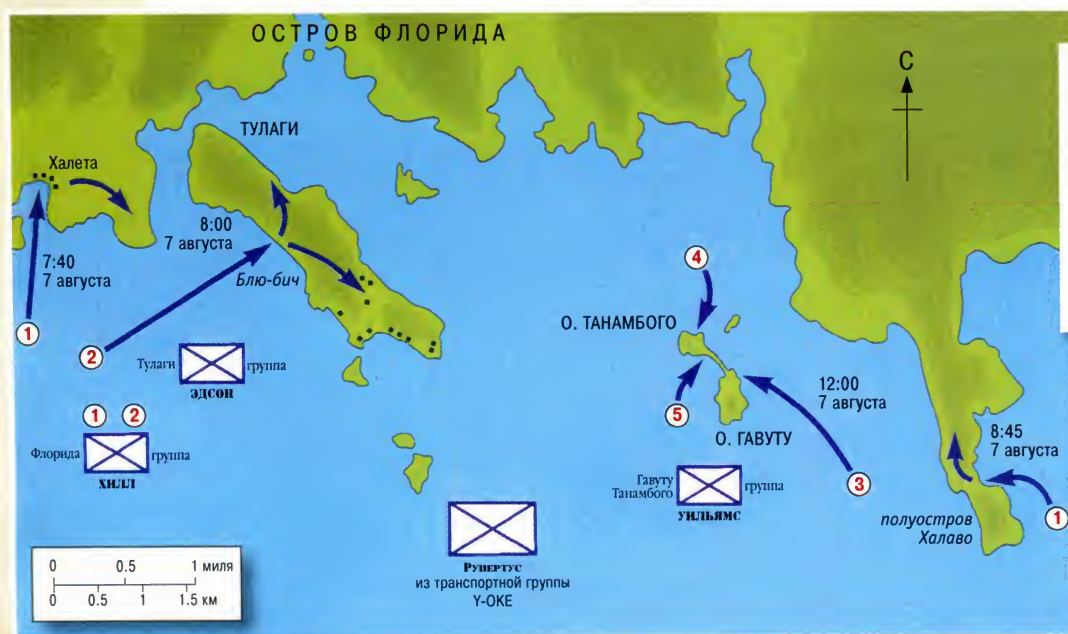 ОСТРОВ ФЛОРИДА
С
ТУЛАГИ
Халета
8:00
7 августа
7:40
7 августа
Блю-бич
1
2
4
О. ТАНАМБОГО
Тулаги группа
ЭДСОН
12:00
7 августа
5
О. ГАВУТУ
8:45
7 августа
1 2
Флорида группа
ХИЛЛ
3
Гавуту
Танамбого группа
УИЛЬЯМС
1
полуостров
Халаво
РУПЕРТУС
из транспортной группы
Y-OKE
0 0.5 1 миля
0 0.5 1 1.5 км